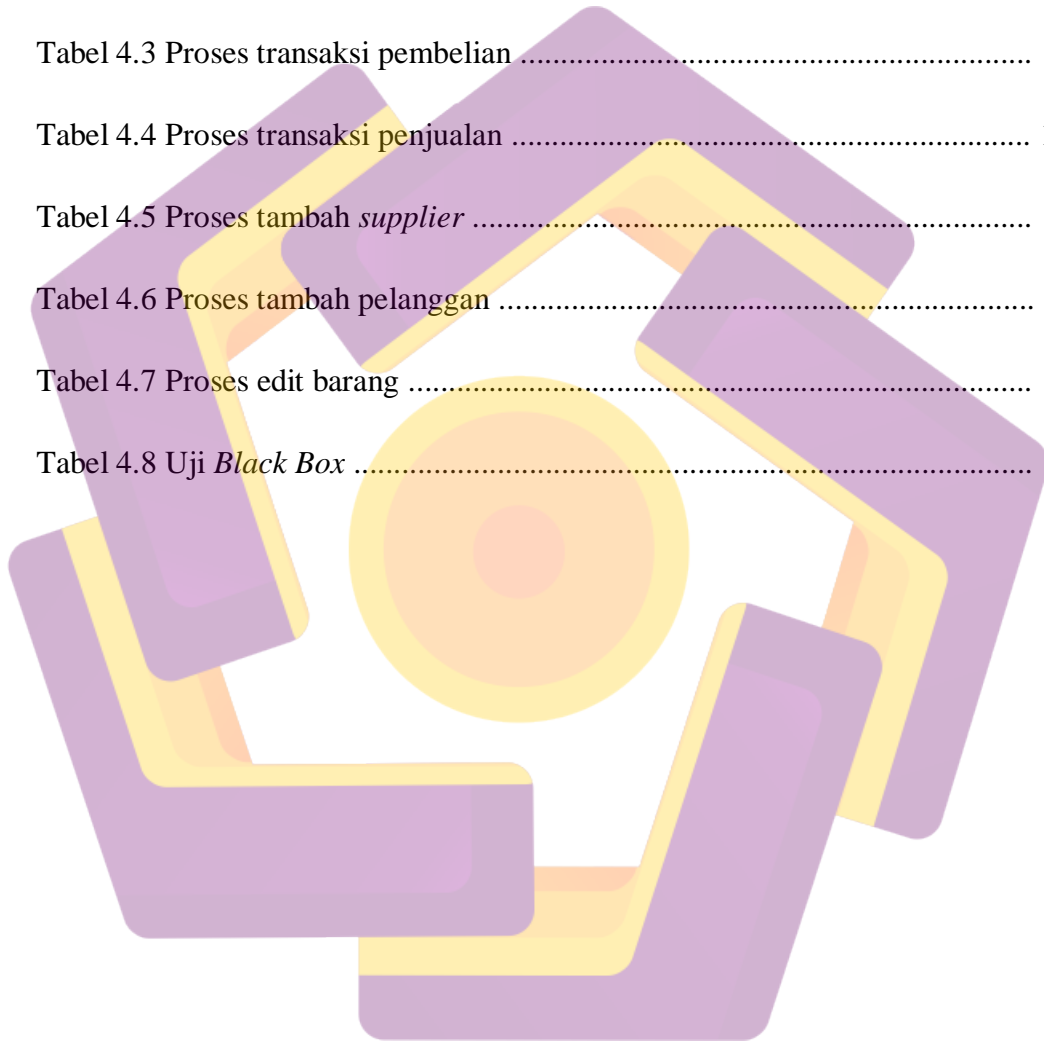 Tabel 4.3 Proses transaksi pembelian ................................................................
Tabel 4.4 Proses transaksi penjualan .................................................................
Tabel 4.5 Proses tambah supplier ......................................................................
Tabel 4.6 Proses tambah pelanggan ...................................................................
Tabel 4.7 Proses edit barang ..............................................................................
Tabel 4.8 Uji Black Box .....................................................................................